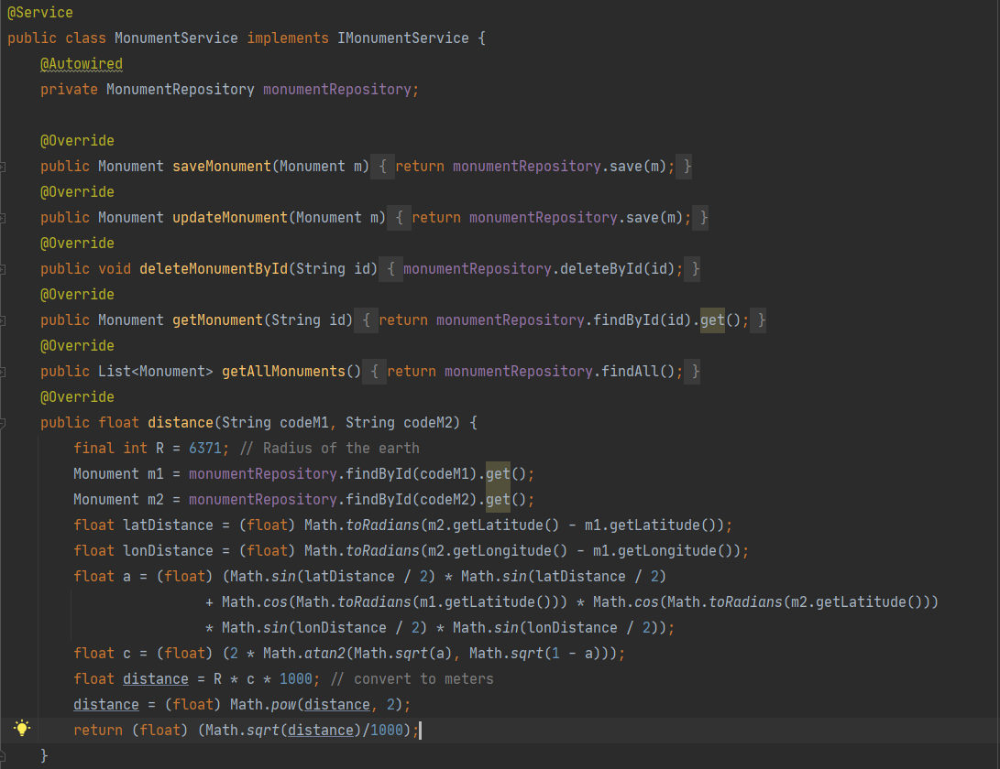 @Service
public class MonumentService implements IMonumentService {
@Autowired
private MonumentRepository monumentRepository;
@Override
public Monument saveMonument(Monument m) { return monumentRepository.save(m); }
@Override
public Monument updateMonument(Monument m) { return monumentRepository.save(m); }
@Override
public void deleteMonumentById(String id) { monumentRepository.deleteById(id); }
@Override
public Monument getMonument(String id) { return monumentRepository.findById(id).get(); }
@Override
public List<Monument> getAllMonuments() { return monumentRepository.findAll(); }
@Override
public float distance(String codeM1, String codeM2) {
final int R = 6371; // Radius of the earth
Monument m1 = monumentRepository.findById(codeM1).get();
Monument m2 = monumentRepository.findById(codeM2).get();
float latDistance = (float) Math.toRadians(m2.getLatitude() - m1.getLatitude());
float lonDistance = (float) Math.toRadians(m2.getLongitude() - m1.getLongitude());
float a = (float) (Math.sin(latDistance / 2) * Math.sin(latDistance / 2)
+ Math.cos(Math.toRadians(m1.getLatitude())) * Math.cos(Math.toRadians(m2.getLatitude()))
* Math.sin(lonDistance / 2) * Math.sin(lonDistance / 2));
float c = (float) (2 * Math.atan2(Math.sqrt(a), Math.sqrt(1 - a)));
float distance = R * c * 1000; // convert to meters
distance = (float) Math.pow(distance, 2);
return (float) (Math.sqrt(distance)/1000);
}